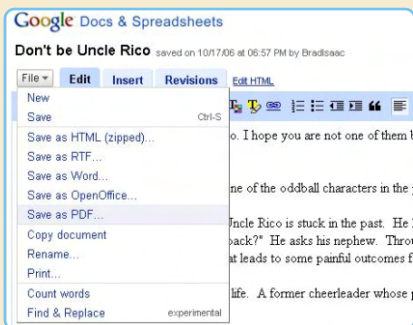 Google Docs & Spreadsheets
Don't be Uncle Rico saved on 10/17/06 at 06:57 PM by BradIsaac
File Edit Insert Revisions Edit HTML
New
Save Ctrl-S
Save as HTML (zipped)... o. I hope you are not one of them b
Save as RTF...
Save as Word...
Save as OpenOffice... ne of the oddball characters in the
Save as PDF...
Uncle Rico is stuck in the past. He
Copy document back?" He asks his nephew. Throu
Rename... at leads to some painful outcomes f
Print...
Count words life. A former cheerleader whose p
Find & Replace experimental